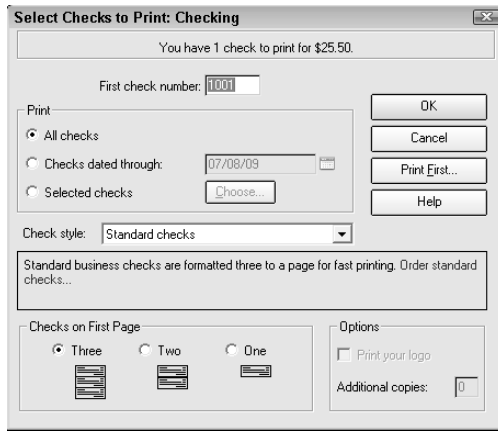 Select Checks to Print: Checking
You have 1 check to print for $25.50.
First check number: 1001
Print
All checks
Checks dated through: 07/08/09
Selected checks Choose...
OK
Cancel
Print First...
Help
Check style: Standard checks
Standard business checks are formatted three to a page for fast printing. Order standard
checks...
Checks on First Page
Three Two One
Options
Print your logo
Additional copies: 0